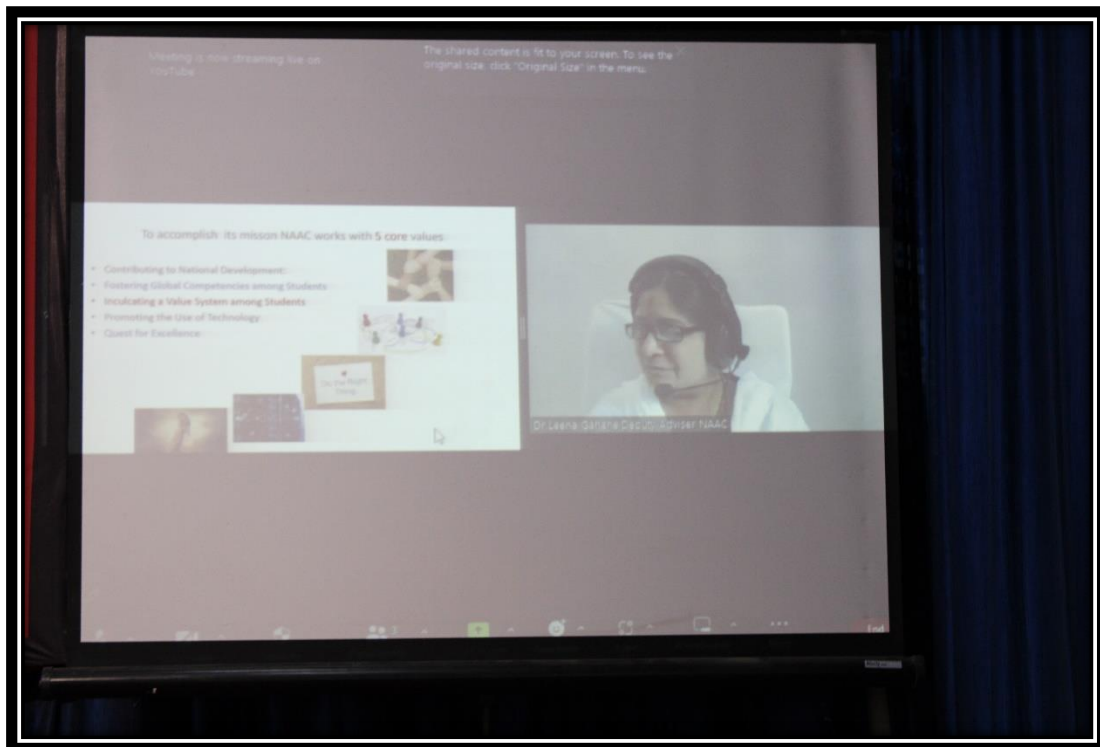 Meeting is now streaming live on
YouTube
The shared content is fit to your screen. To see the
original size, click "Original Size" in the menu.
To accomplish its misson NAAC works with 5 core values
• Contributing to National Development:
• Fostering Global Competencies among Students
• Inculcating a Value System among Students
• Promoting the Use of Technology
• Quest for Excellence
Do the Right
Thing
Dr Leena Deputy Adviser NAAC
End